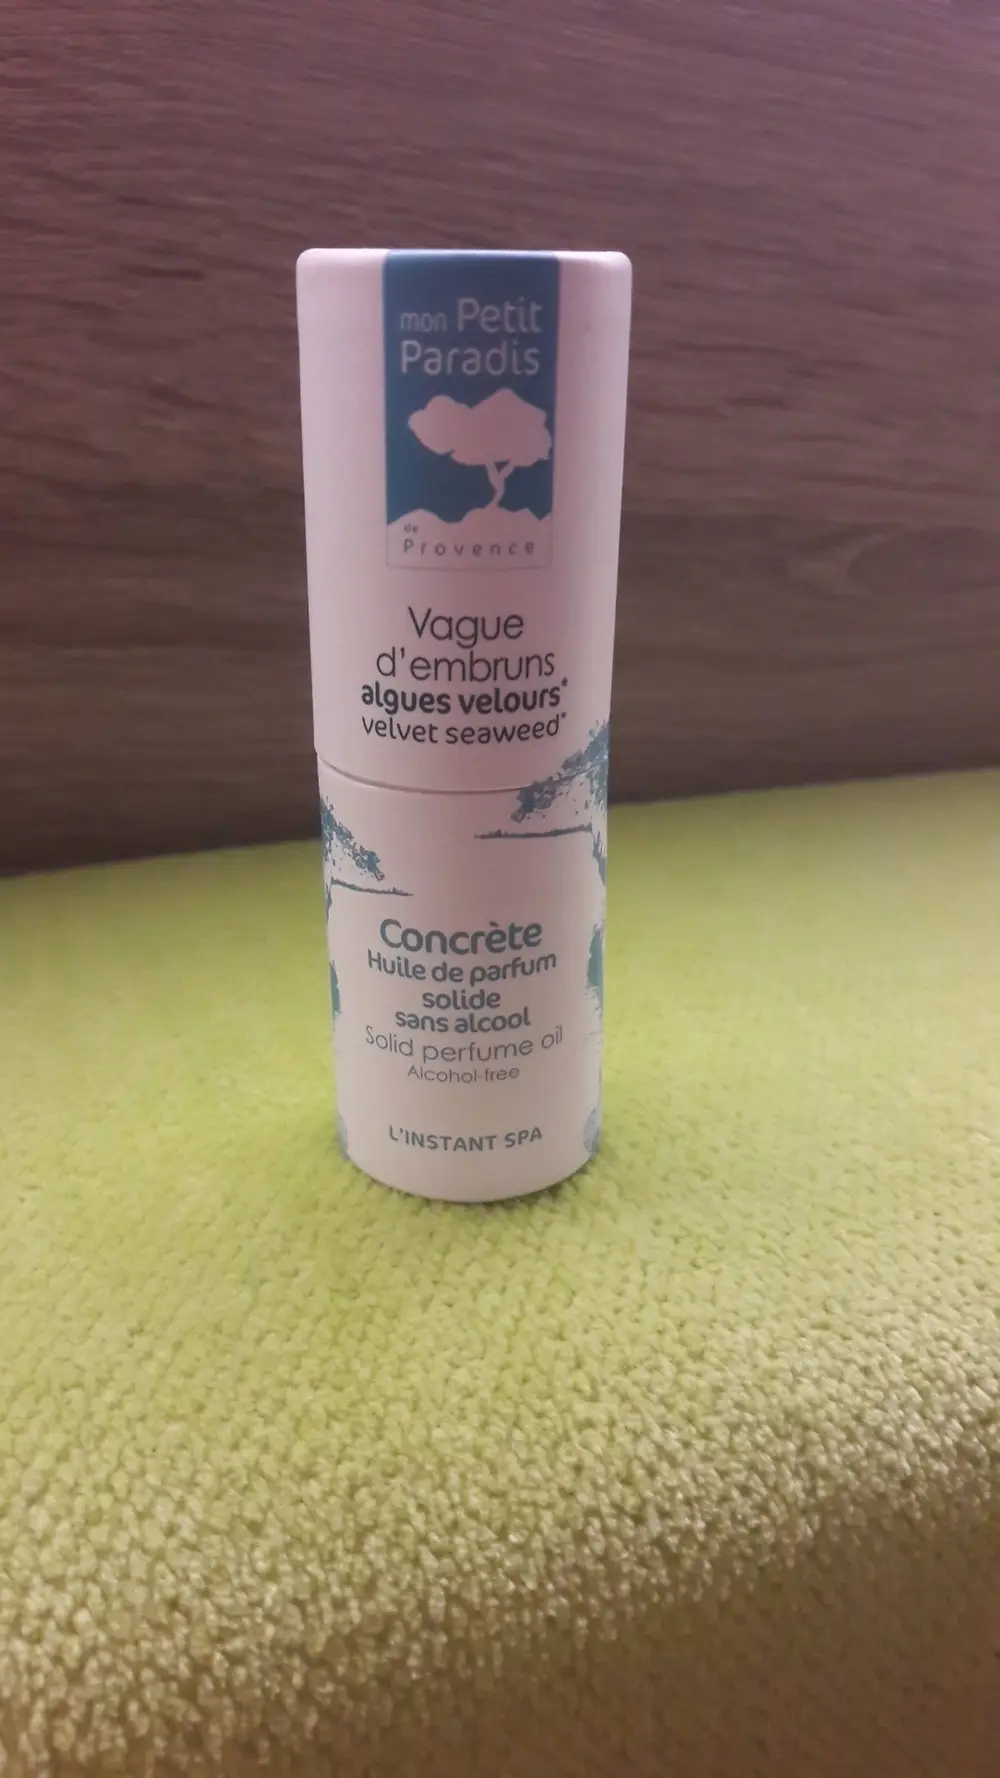 mon Petit
Paradis
de
Provence
Vague
d'embruns
algues velours*
velvet seaweed*
Concrète
Huile de parfum
solide
sans alcool
Solid perfume oil
Alcohol-free
L'INSTANT SPA